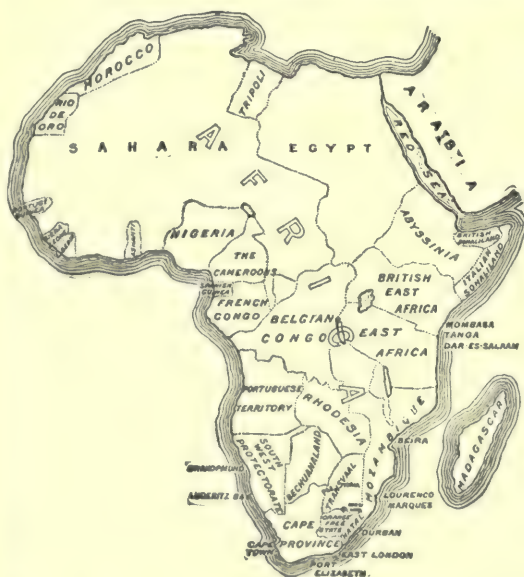 MOROCCO
TRIPOLI
RIO
DE
ORO
SAHARA
EGYPT
ARABIA
RED SEA
AFRICA
NIGERIA
ASHANTI
ABYSSINIA
BRITISH
SOMALILAND
ITALIAN
SOMALILAND
THE
CAMEROONS
SPANISH
GUINEA
FRENCH
CONGO
BELGIAN
CONGO
BRITISH
EAST
AFRICA
EAST
AFRICA
MOMBASA
TANGA
DAR-ES-SALAAM
PORTUGUESE
TERRITORY
RHODESIA
MOZAMBIQUE
BEIRA
MADAGASCAR
SOUTH
WEST
PROTECTORATE
BECHUANALAND
TRANSVAAL
LOURENCO
MARQUES
ORANGE FREE
STATE
NATAL
DURBAN
CAPE
PROVINCE
CAPE
TOWN
EAST LONDON
PORT
ELIZABETH